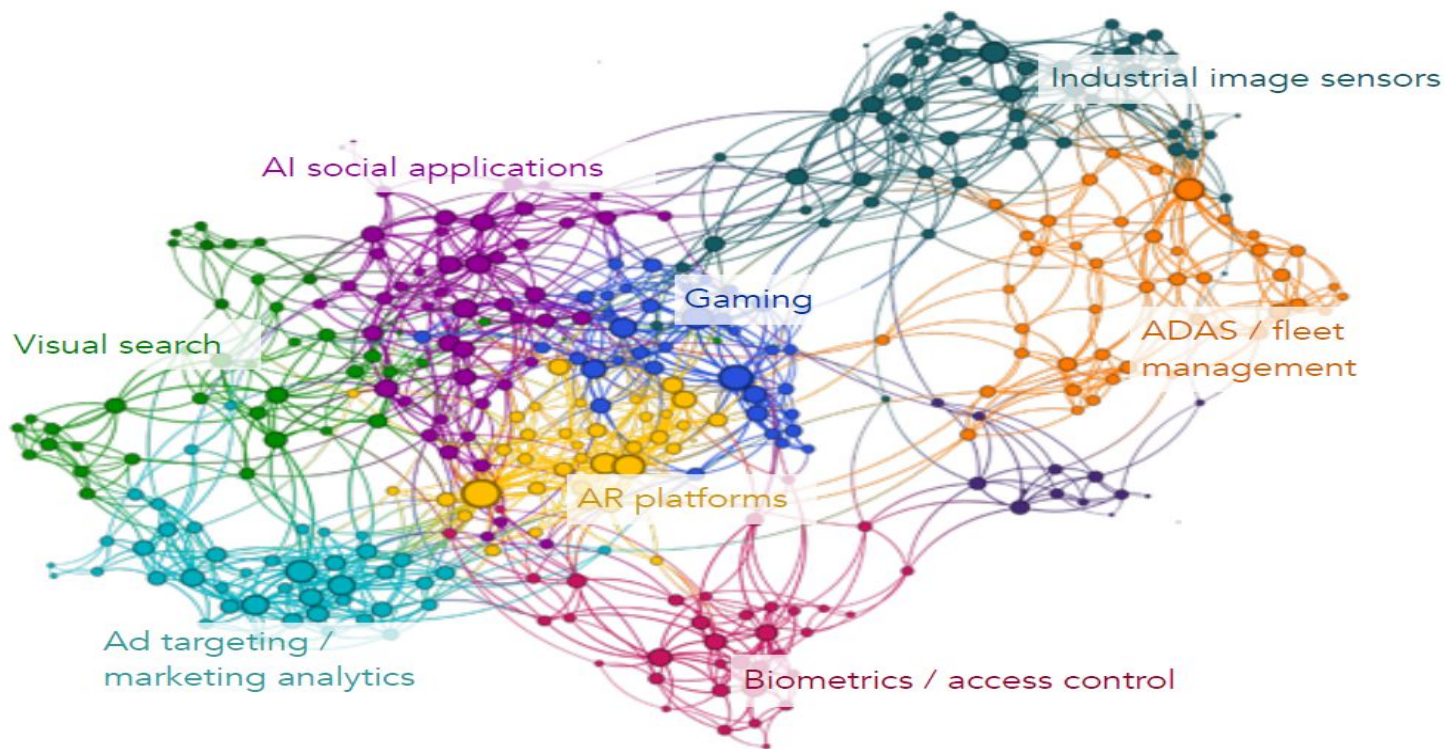 Industrial image sensors
AI social applications
Gaming
Visual search
ADAS / fleet
management
AR platforms
Ad targeting /
marketing analytics
Biometrics / access control